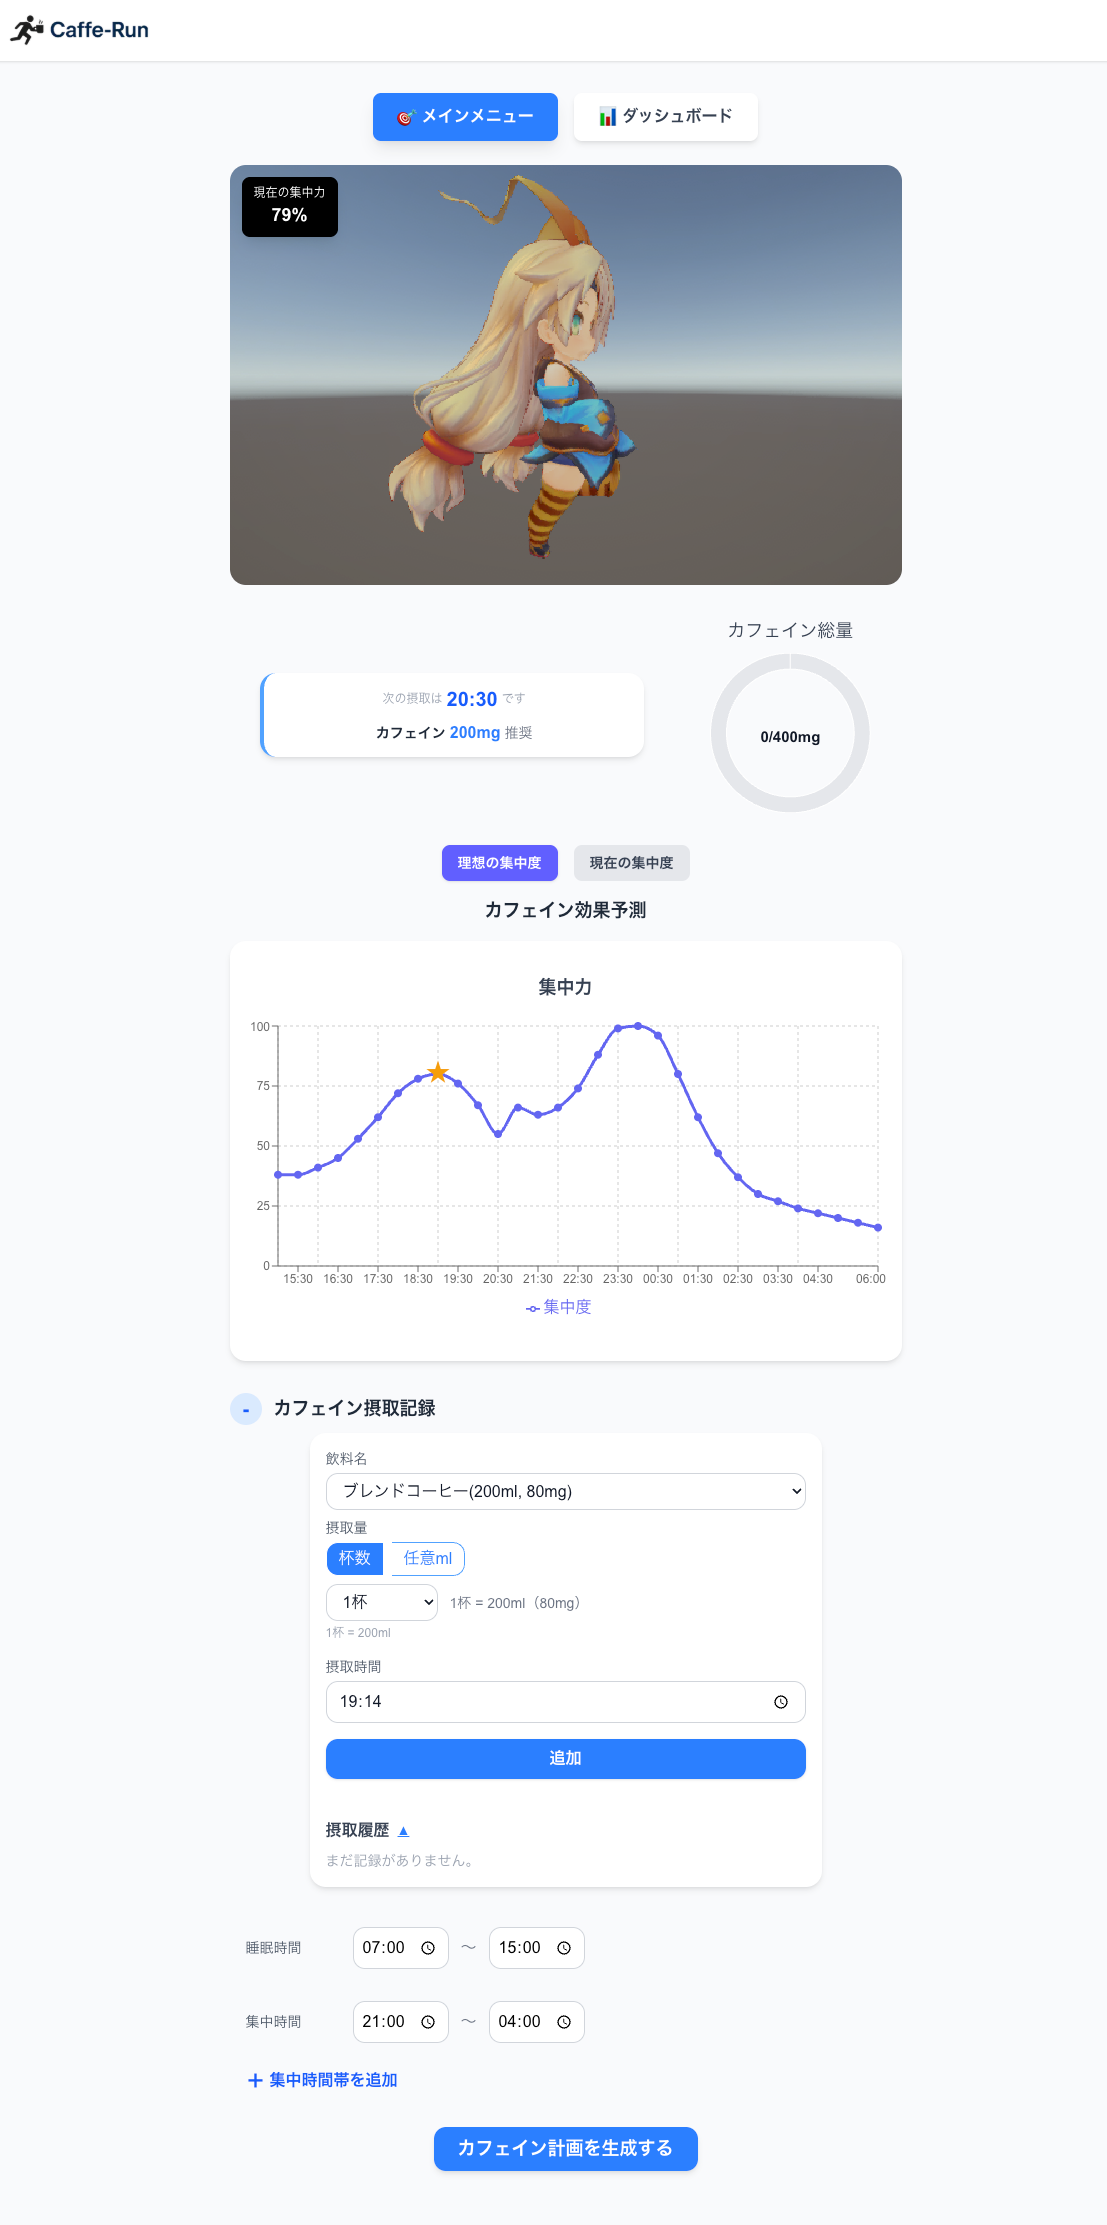 Caffe-Run
メインメニュー
ダッシュボード
現在の集中力
79%
カフェイン総量
次の摂取は 20:30 です
カフェイン 200mg 推奨
0/400mg
理想の集中度
現在の集中度
カフェイン効果予測
集中力
100
75
50
25
0
15:30 16:30 17:30 18:30 19:30 20:30 21:30 22:30 23:30 00:30 01:30 02:30 03:30 04:30 06:00
集中度
- カフェイン摂取記録
飲料名
ブレンドコーヒー(200ml, 80mg)
摂取量
杯数 任意ml
1杯 1杯 = 200ml（80mg）
1杯 = 200ml
摂取時間
19:14
追加
摂取履歴 ▲
まだ記録がありません。
睡眠時間 07:00 ～ 15:00
集中時間 21:00 ～ 04:00
＋ 集中時間帯を追加
カフェイン計画を生成する